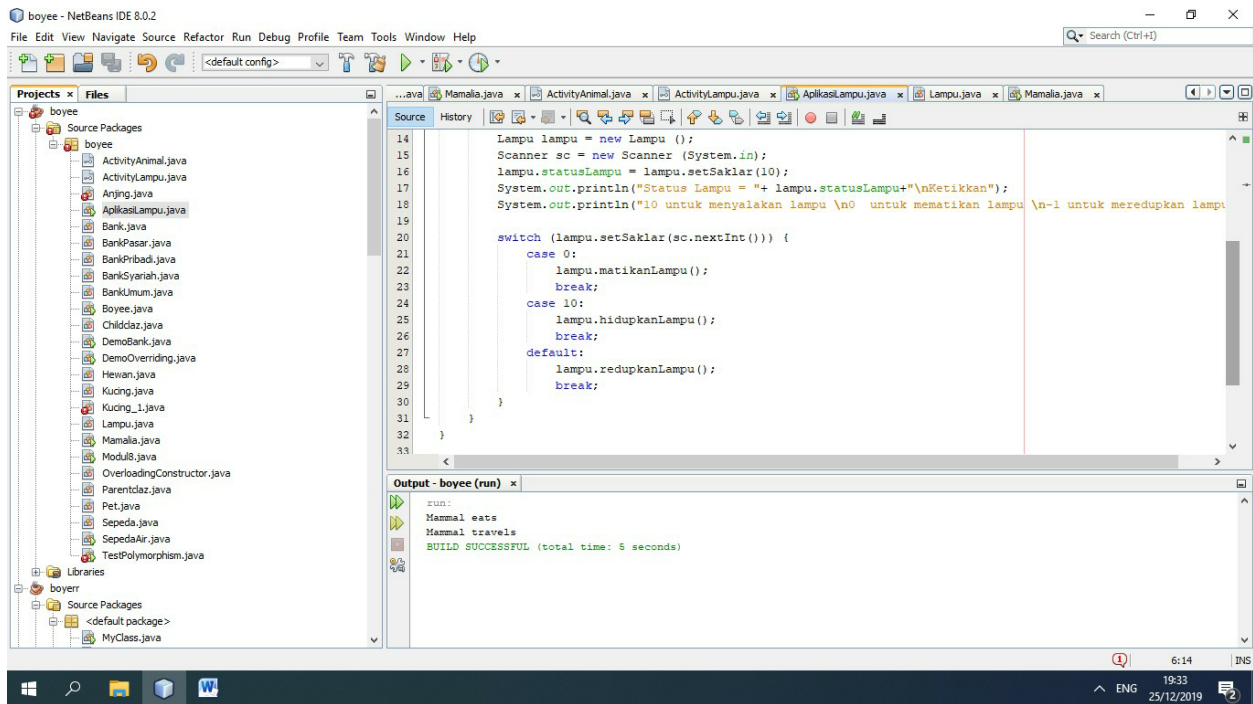 boyee - NetBeans IDE 8.0.2
File Edit View Navigate Source Refactor Run Debug Profile Team Tools Window Help
Search (Ctrl+I)
<default config>
Projects x Files
boyee
Source Packages
boyee
ActivityAnimal.java
ActivityLampu.java
Anjing.java
AplikasiLampu.java
Bank.java
BankPasar.java
BankPribadi.java
BankSyariah.java
BankUmum.java
Boyee.java
Childclaz.java
DemoBank.java
DemoOverriding.java
Hewan.java
Kucing.java
Kucing_1.java
Lampu.java
Mamalia.java
Modul8.java
OverloadingConstructor.java
Parentclaz.java
Pet.java
Sepeda.java
SepedaAir.java
TestPolymorphism.java
Libraries
boyerr
Source Packages
<default package>
MyClass.java
...ava Mamalia.java x ActivityAnimal.java x ActivityLampu.java x AplikasiLampu.java x Lampu.java x Mamalia.java x
Source History
14 Lampu lampu = new Lampu ();
15 Scanner sc = new Scanner (System.in);
16 lampu.statusLampu = lampu.setSaklar(10);
17 System.out.println("Status Lampu = "+ lampu.statusLampu+"\nKetikkan");
18 System.out.println("10 untuk menyalakan lampu \n0  untuk mematikan lampu \n-1 untuk meredupkan lampu
19
20 switch (lampu.setSaklar(sc.nextInt())) {
21 case 0:
22 lampu.matikanLampu();
23 break;
24 case 10:
25 lampu.hidupkanLampu();
26 break;
27 default:
28 lampu.redupkanLampu();
29 break;
30 }
31 }
32 }
33
Output - boyee (run) x
run:
Mammal eats
Mammal travels
BUILD SUCCESSFUL (total time: 5 seconds)
1 6:14 INS
W ENG 19:33
25/12/2019 2